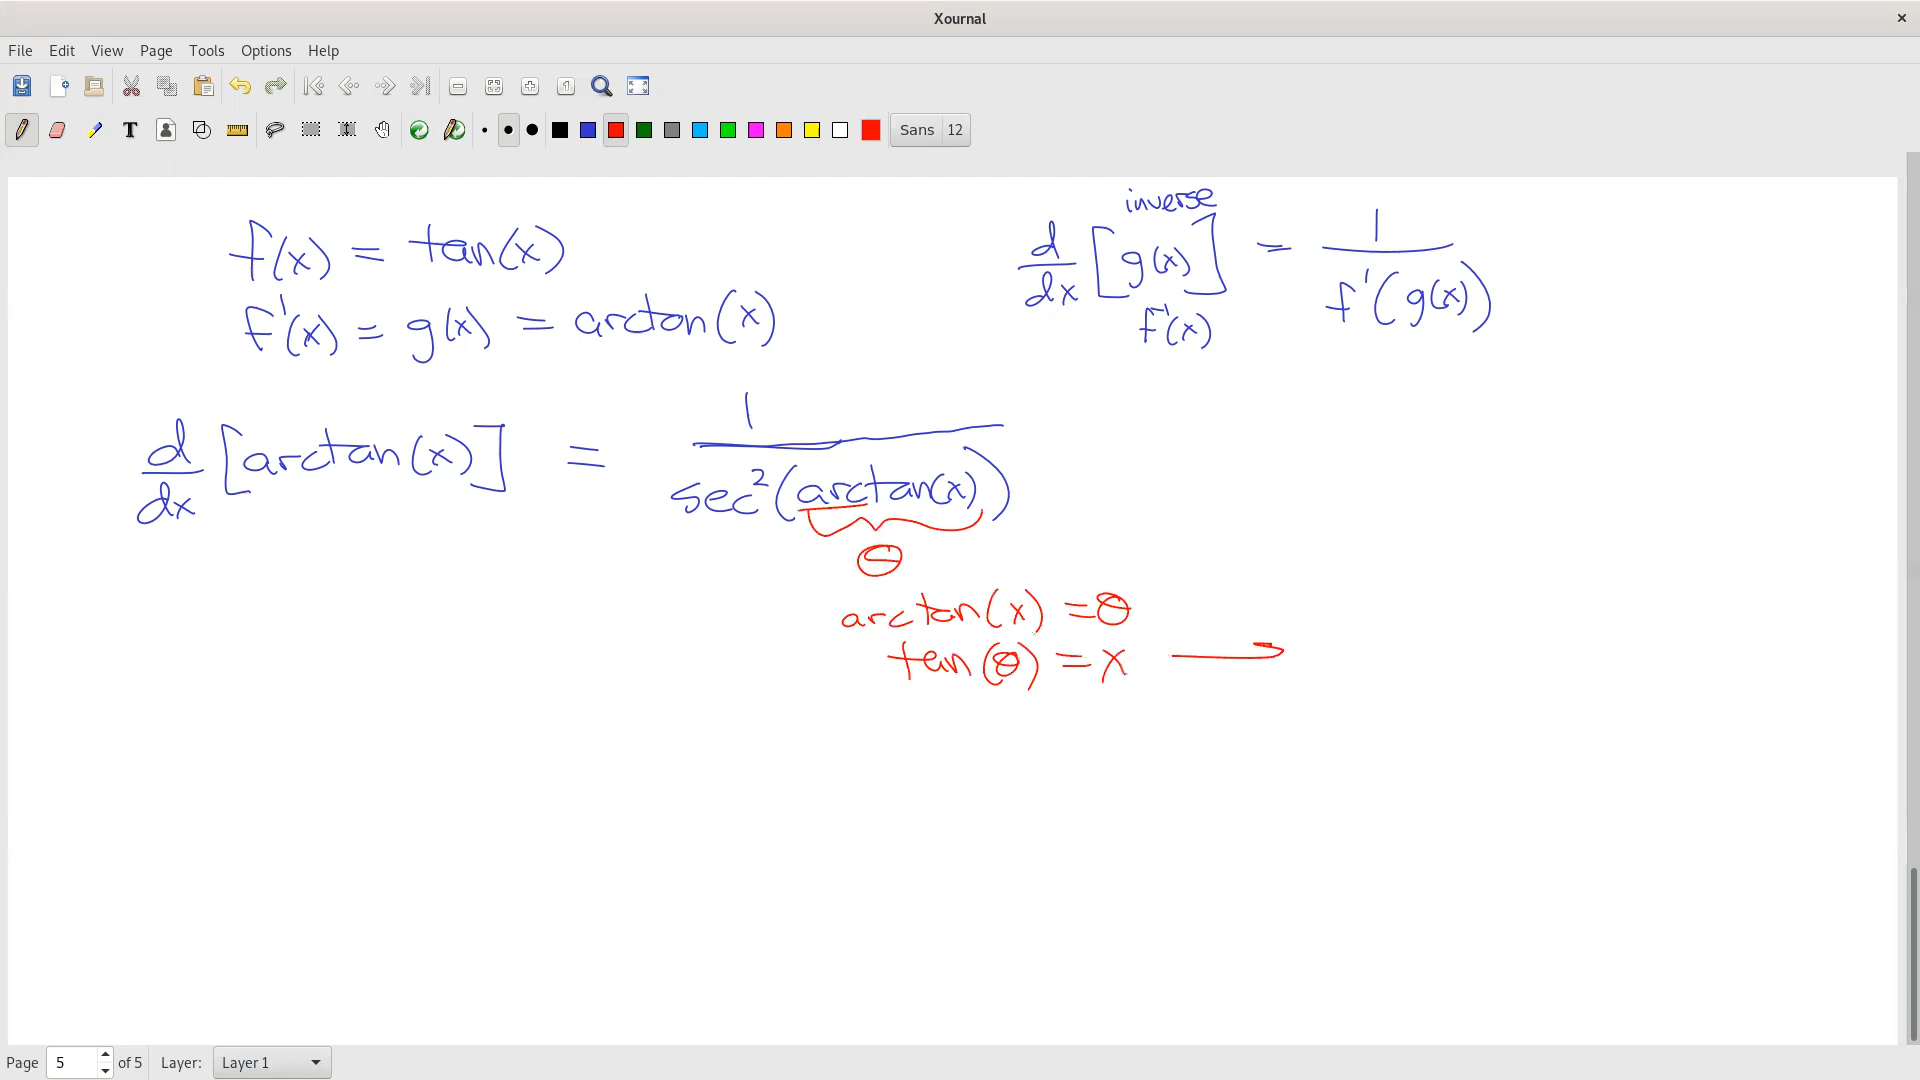 Xournal
File Edit View Page Tools Options Help
Sans 12
f(x) = tan(x)
f'(x) = g(x) = arctan(x)
inverse
d/dx [g(x)] = 1/f'(g(x))
f'(x)
d/dx [arctan(x)] = 1/sec²(arctan(x))
θ
arctan(x) = θ
tan(θ) = x →
Page 5 of 5 Layer: Layer 1